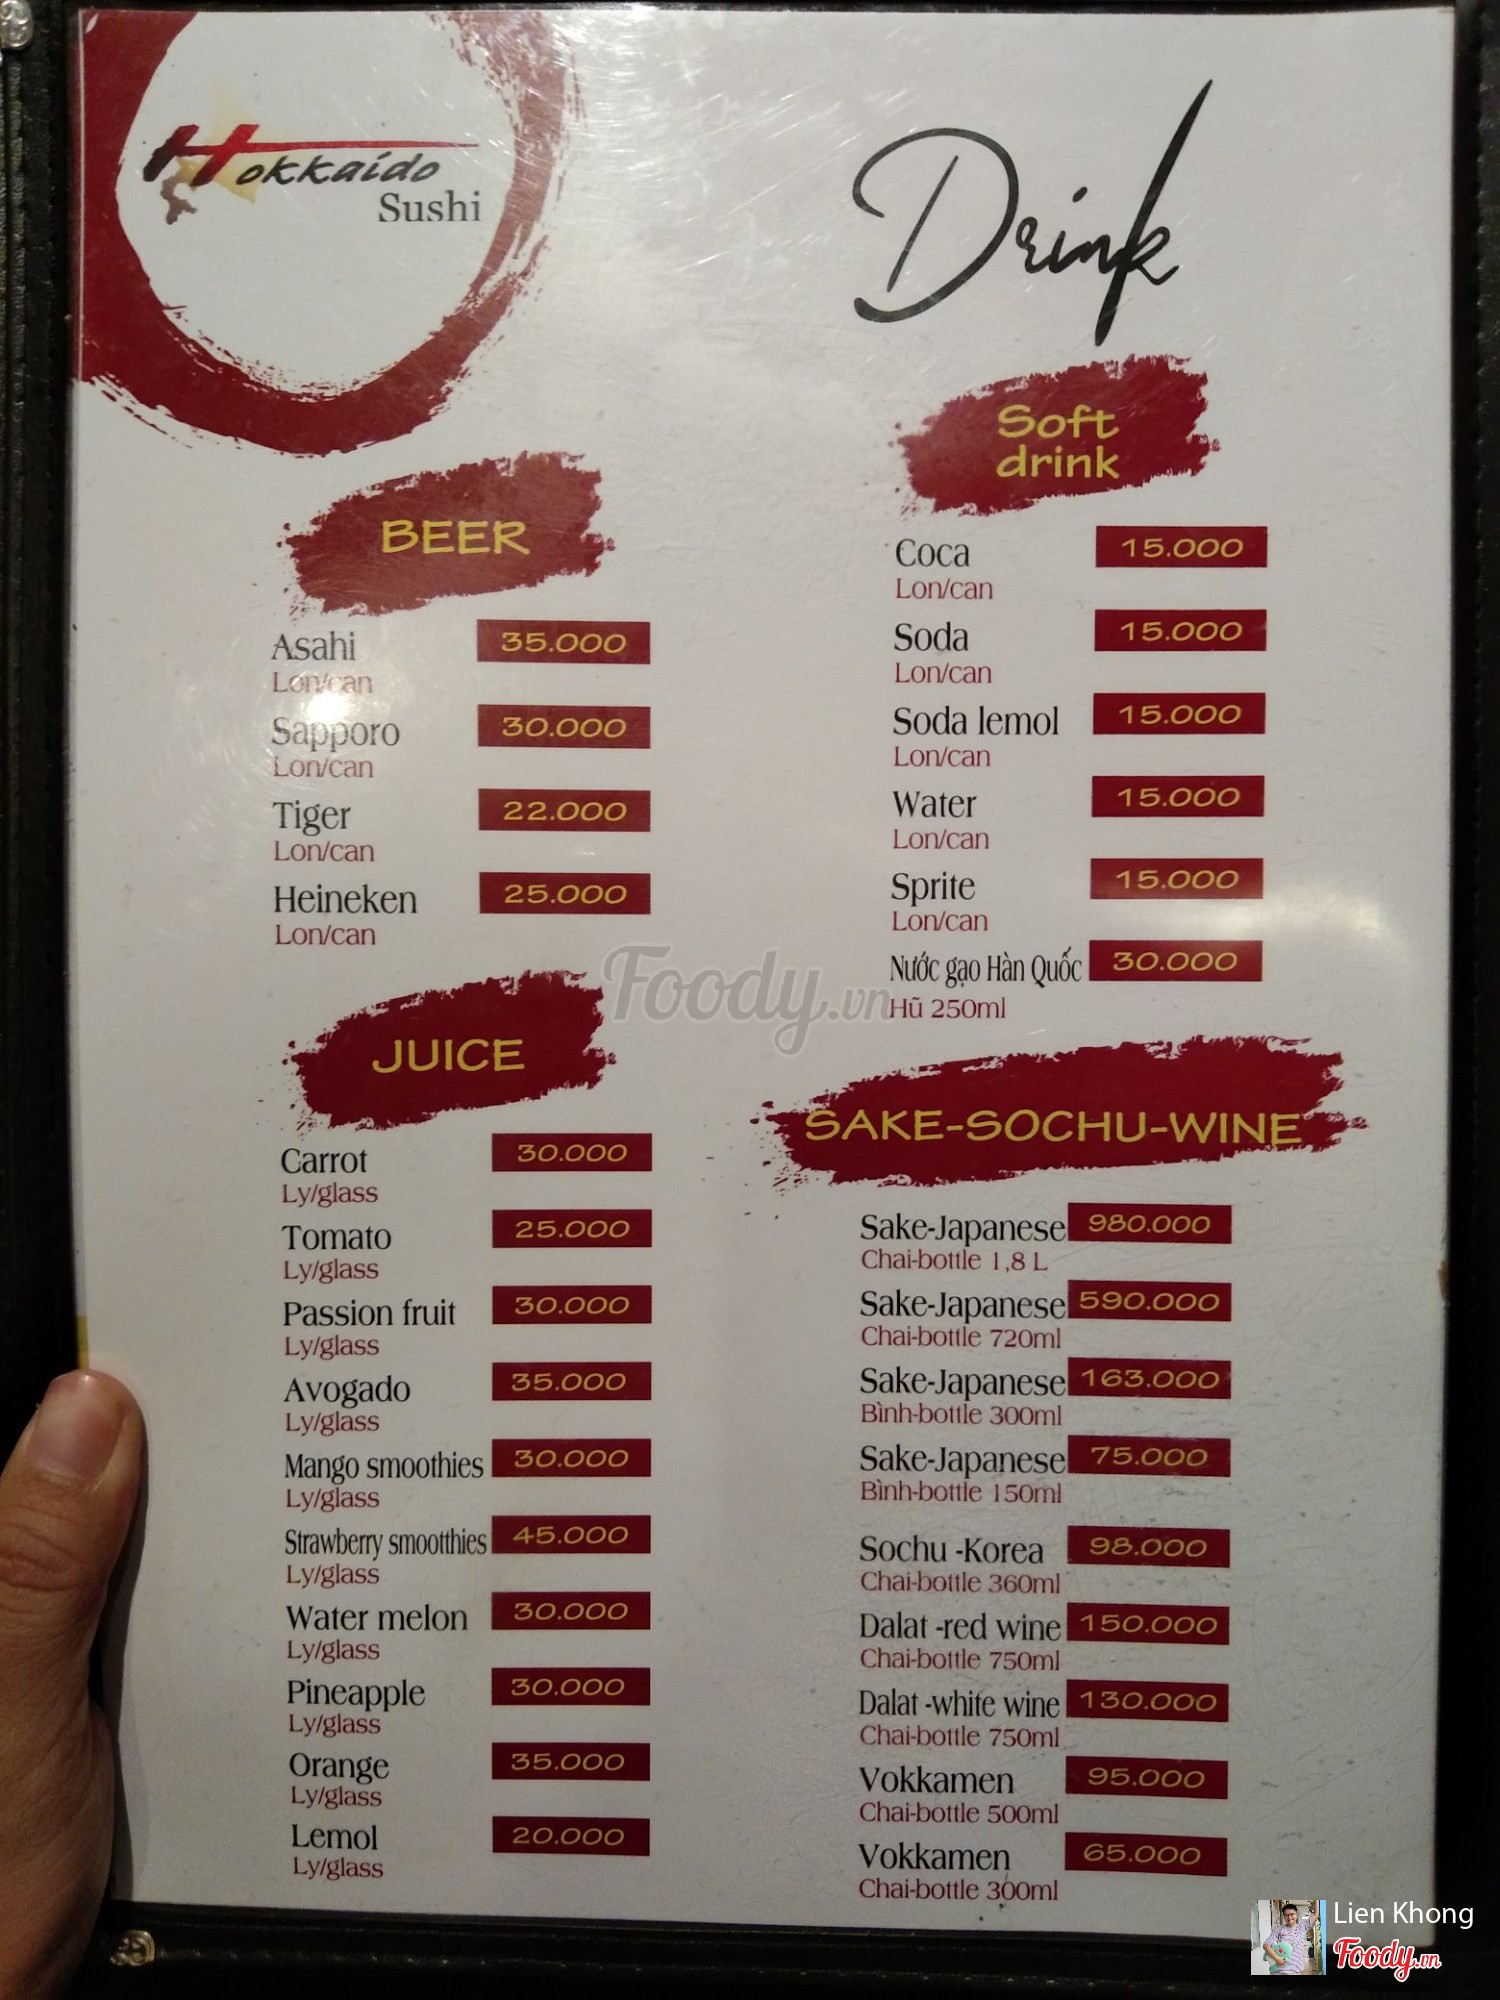 Hokkaido
Sushi
Drink
BEER
Asahi 35.000
Lon/can
Sapporo 30.000
Lon/can
Tiger 22.000
Lon/can
Heineken 25.000
Lon/can
JUICE
Carrot 30.000
Ly/glass
Tomato 25.000
Ly/glass
Passion fruit 30.000
Ly/glass
Avogado 35.000
Ly/glass
Mango smoothies 30.000
Ly/glass
Strawberry smootthies 45.000
Ly/glass
Water melon 30.000
Ly/glass
Pineapple 30.000
Ly/glass
Orange 35.000
Ly/glass
Lemol 20.000
Ly/glass
Soft
drink
Coca 15.000
Lon/can
Soda 15.000
Lon/can
Soda lemol 15.000
Lon/can
Water 15.000
Lon/can
Sprite 15.000
Lon/can
Nước gạo Hàn Quốc 30.000
Hũ 250ml
SAKE-SOCHU-WINE
Sake-Japanese 980.000
Chai-bottle 1,8 L
Sake-Japanese 590.000
Chai-bottle 720ml
Sake-Japanese 163.000
Bình-bottle 300ml
Sake-Japanese 75.000
Bình-bottle 150ml
Sochu -Korea 98.000
Chai-bottle 360ml
Dalat -red wine 150.000
Chai-bottle 750ml
Dalat -white wine 130.000
Chai-bottle 750ml
Vokkamen 95.000
Chai-bottle 500ml
Vokkamen 65.000
Chai-bottle 300ml
Foody.vn
Lien Khong
Foody.vn